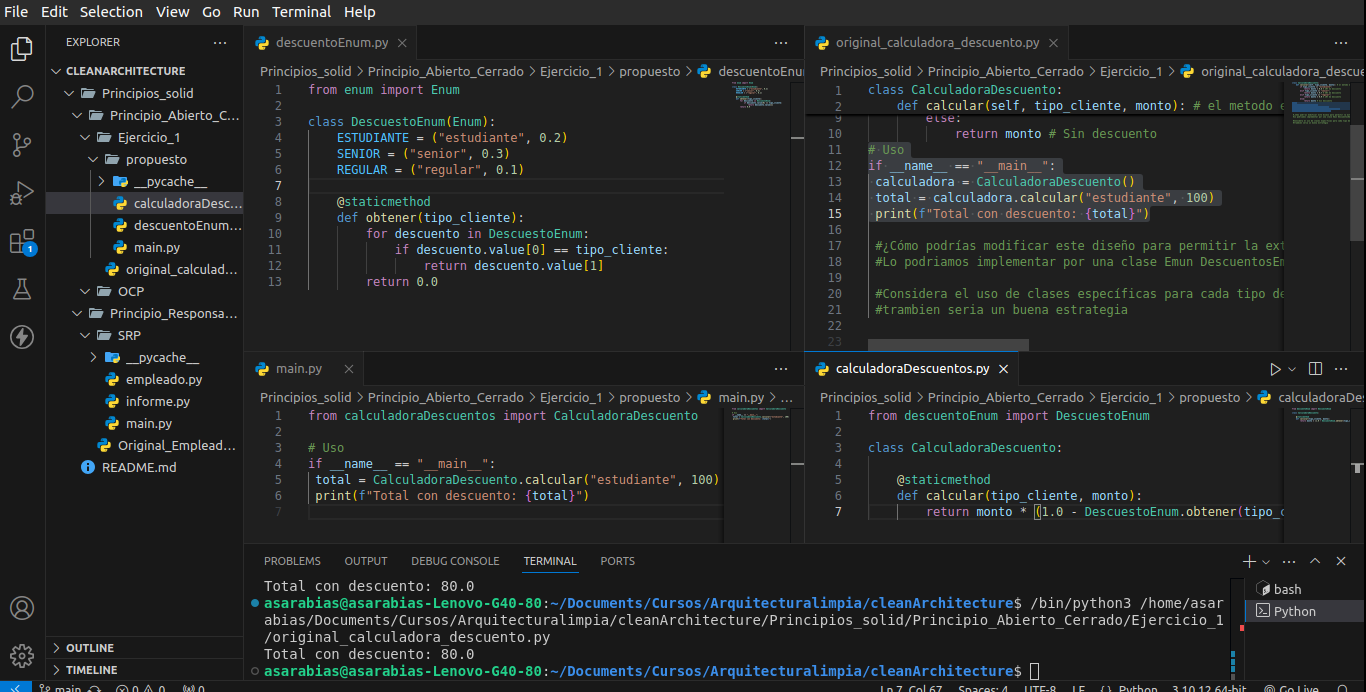 File Edit Selection View Go Run Terminal Help
EXPLORER
CLEANARCHITECTURE
Principios_solid
Principio_Abierto_C...
Ejercicio_1
propuesto
__pycache__
calculadoraDesc...
descuentoEnum...
main.py
original_calculad...
OCP
Principio_Responsa...
SRP
__pycache__
empleado.py
informe.py
main.py
Original_Emplead...
README.md
OUTLINE
TIMELINE
1
descuentoEnum.py
Principios_solid > Principio_Abierto_Cerrado > Ejercicio_1 > propuesto > descuentoEnu
1 from enum import Enum
2
3 class DescuestoEnum(Enum):
4 ESTUDIANTE = ("estudiante", 0.2)
5 SENIOR = ("senior", 0.3)
6 REGULAR = ("regular", 0.1)
7
8 @staticmethod
9 def obtener(tipo_cliente):
10 for descuento in DescuestoEnum:
11 if descuento.value[0] == tipo_cliente:
12 return descuento.value[1]
13 return 0.0
original_calculadora_descuento.py
Principios_solid > Principio_Abierto_Cerrado > Ejercicio_1 > original_calculadora_descue
1 class CalculadoraDescuento:
2 def calcular(self, tipo_cliente, monto): # el metodo e
9 else:
10 return monto # Sin descuento
11 # Uso
12 if __name__ == "__main__":
13 calculadora = CalculadoraDescuento()
14 total = calculadora.calcular("estudiante", 100)
15 print(f"Total con descuento: {total}")
16
17 #¿Cómo podrías modificar este diseño para permitir la ext
18 #Lo podriamos implementar por una clase Emun DescuentosEm
19
20 #Considera el uso de clases específicas para cada tipo de
21 #trambien seria un buena estrategia
22
23
main.py
Principios_solid > Principio_Abierto_Cerrado > Ejercicio_1 > propuesto > main.py > ...
1 from calculadoraDescuentos import CalculadoraDescuento
2
3 # Uso
4 if __name__ == "__main__":
5 total = CalculadoraDescuento.calcular("estudiante", 100)
6 print(f"Total con descuento: {total}")
7
calculadoraDescuentos.py
Principios_solid > Principio_Abierto_Cerrado > Ejercicio_1 > propuesto > calculadoraDes
1 from descuentoEnum import DescuestoEnum
2
3 class CalculadoraDescuento:
4
5 @staticmethod
6 def calcular(tipo_cliente, monto):
7 return monto * (1.0 - DescuestoEnum.obtener(tipo_c
PROBLEMS OUTPUT DEBUG CONSOLE TERMINAL PORTS
Total con descuento: 80.0
asarabias@asarabias-Lenovo-G40-80:~/Documents/Cursos/Arquitecturalimpia/cleanArchitecture$ /bin/python3 /home/asar
abias/Documents/Cursos/Arquitecturalimpia/cleanArchitecture/Principios_solid/Principio_Abierto_Cerrado/Ejercicio_1
/original_calculadora_descuento.py
Total con descuento: 80.0
asarabias@asarabias-Lenovo-G40-80:~/Documents/Cursos/Arquitecturalimpia/cleanArchitecture$
bash
Python
main 0 0 0 Ln 7, Col 67 Spaces: 4 UTF-8 LF Python 3.10.12 64-bit Go Live